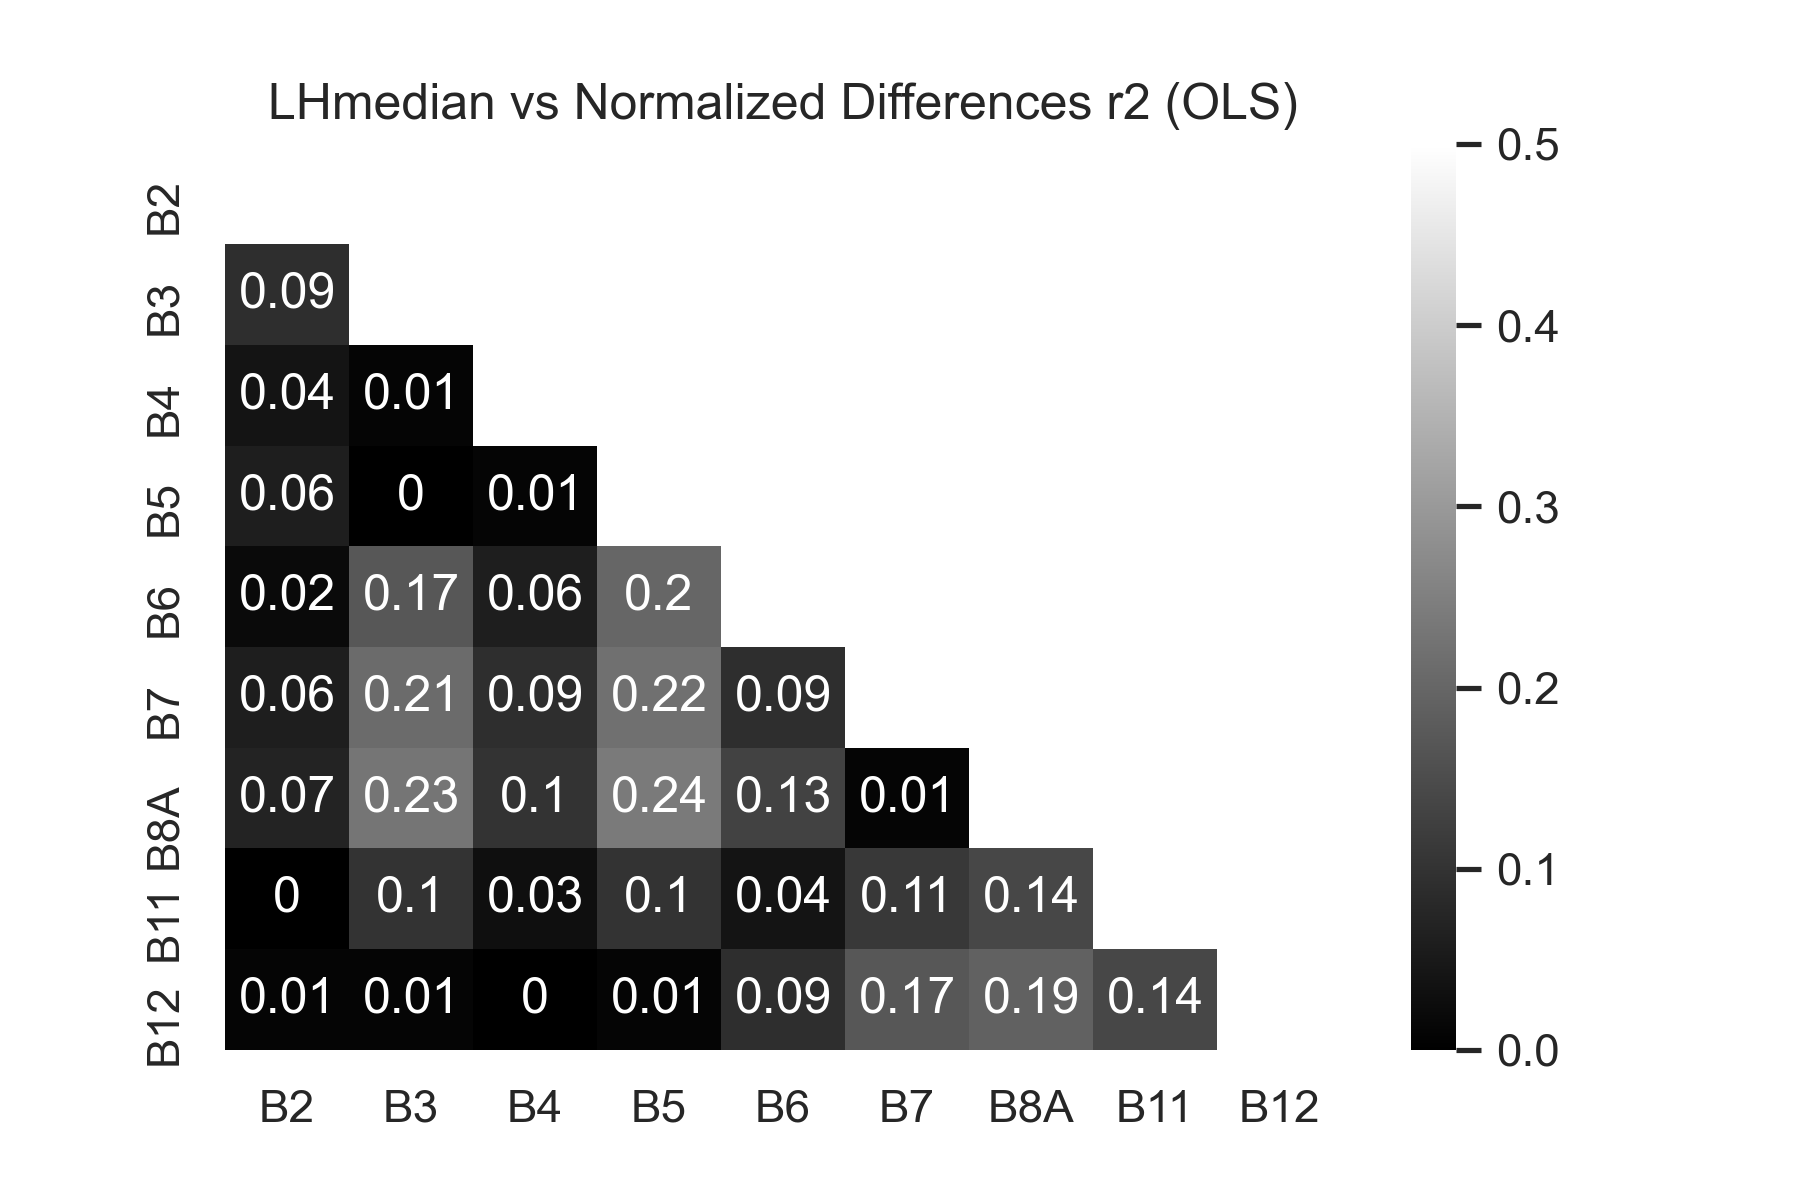 LHmedian vs Normalized Differences r2 (OLS)
B2
B3 0.09
B4 0.04 0.01
B5 0.06 0 0.01
B6 0.02 0.17 0.06 0.2
B7 0.06 0.21 0.09 0.22 0.09
B8A 0.07 0.23 0.1 0.24 0.13 0.01
B11 0 0.1 0.03 0.1 0.04 0.11 0.14
B12 0.01 0.01 0 0.01 0.09 0.17 0.19 0.14
B2 B3 B4 B5 B6 B7 B8A B11 B12
0.5
0.4
0.3
0.2
0.1
0.0